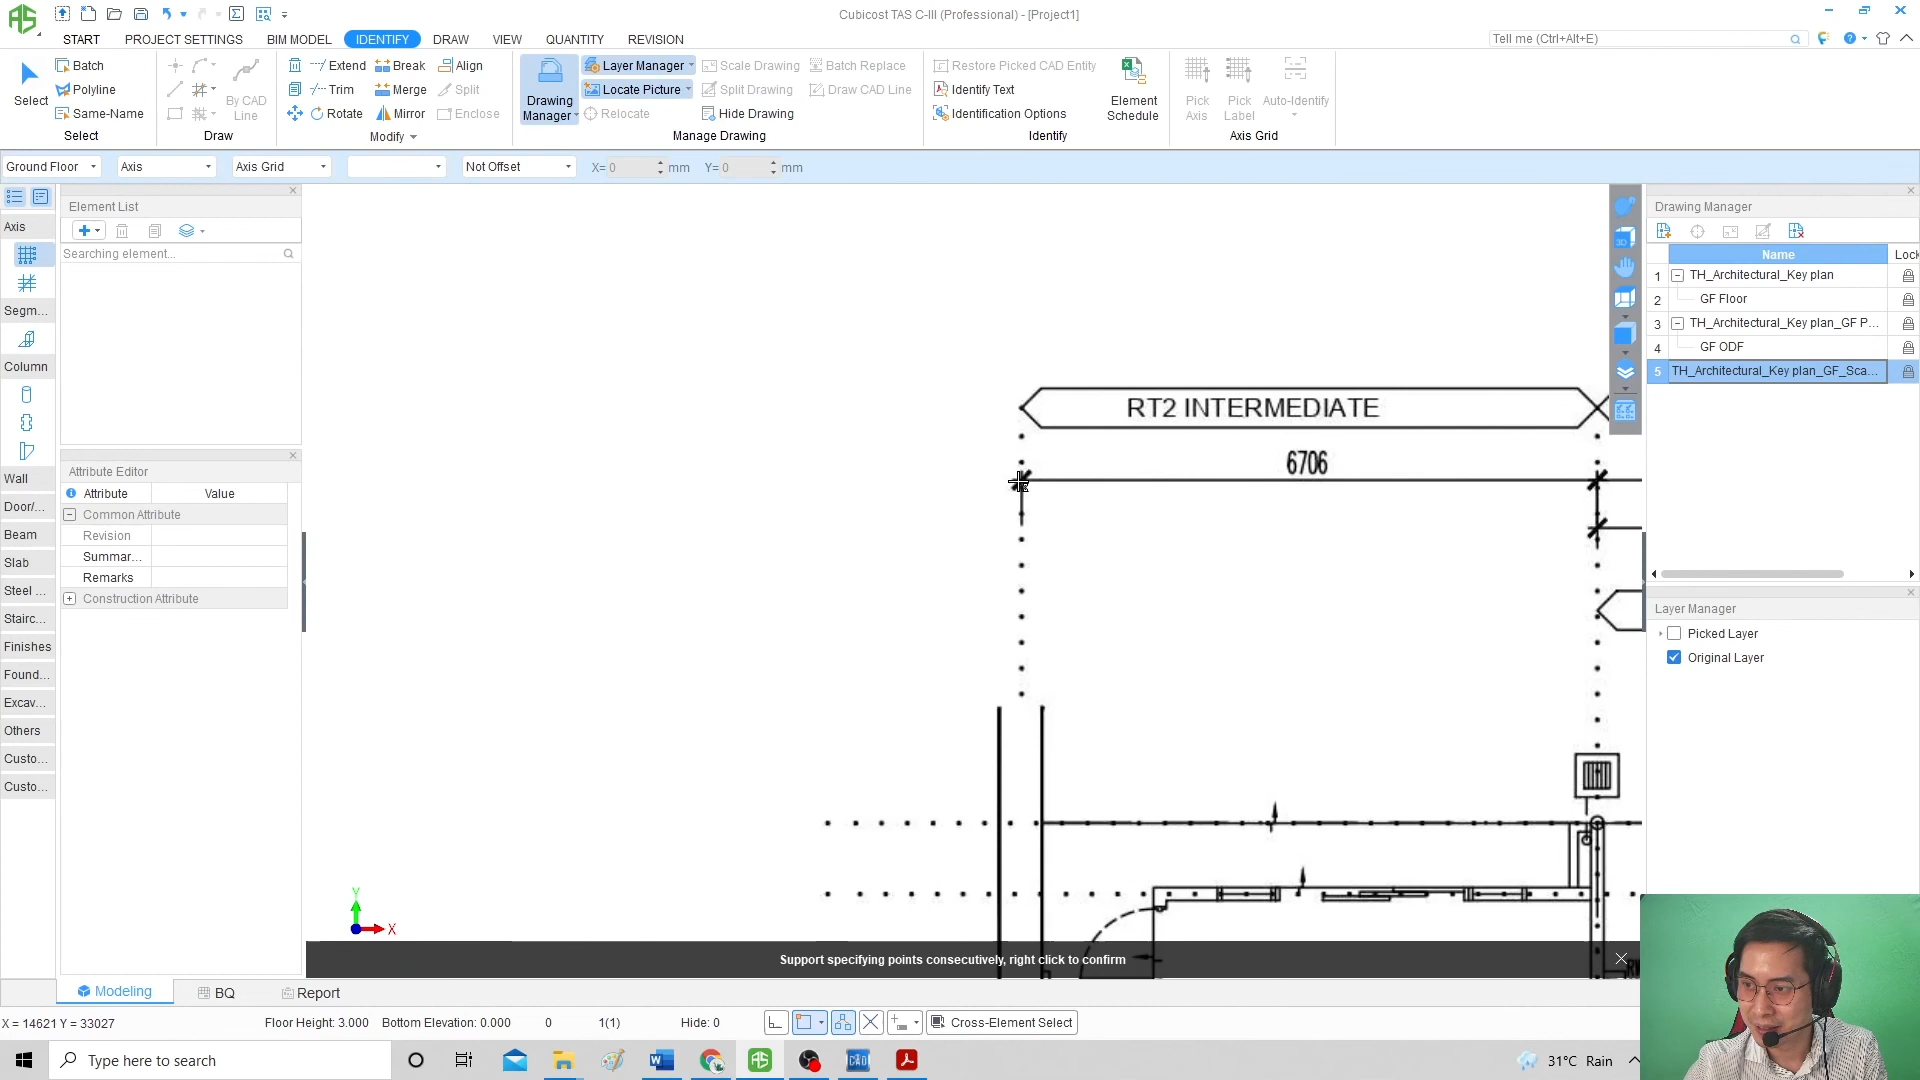 Cubicost TAS C-III (Professional) - [Project1]
START PROJECT SETTINGS BIM MODEL IDENTIFY DRAW VIEW QUANTITY REVISION
Tell me (Ctrl+Alt+E)
Select
Batch
Polyline
Same-Name
Select
By CAD Line
Draw
Extend Break Align
Trim Merge Split
Rotate Mirror Enclose
Modify
Drawing Manager
Layer Manager Scale Drawing Batch Replace
Locate Picture Split Drawing Draw CAD Line
Relocate Hide Drawing
Manage Drawing
Restore Picked CAD Entity
Identify Text
Identification Options
Element Schedule
Identify
Pick Axis
Pick Label
Auto-Identify
Axis Grid
Ground Floor Axis Axis Grid Not Offset X= 0 mm Y= 0 mm
Axis
Segm...
Column
Wall
Door/...
Beam
Slab
Steel ...
Stairc...
Finishes
Found...
Excav...
Others
Custo...
Custo...
Element List
Searching element...
Attribute Editor
Attribute Value
Common Attribute
Revision
Summar...
Remarks
Construction Attribute
RT2 INTERMEDIATE
6706
3D
Y
X
Support specifying points consecutively, right click to confirm
Drawing Manager
Name Lock
1 TH_Architectural_Key plan
2 GF Floor
3 TH_Architectural_Key plan_GF P...
4 GF ODF
5 TH_Architectural_Key plan_GF_Sca...
Layer Manager
Picked Layer
Original Layer
Modeling BQ Report
X = 14621 Y = 33027 Floor Height: 3.000 Bottom Elevation: 0.000 0 1(1) Hide: 0 Cross-Element Select
Type here to search
31°C Rain